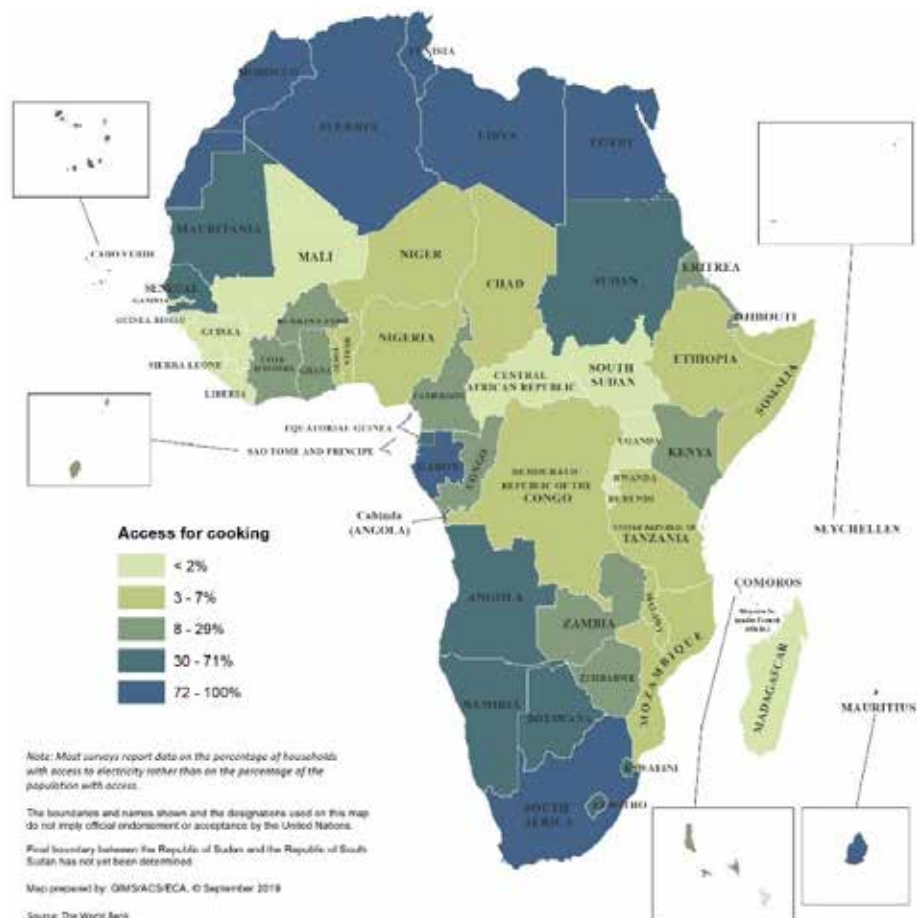 TUNISIA
MOROCCO
ALGERIA
LIBYA
EGYPT
MAURITANIA
MALI
NIGER
CHAD
SUDAN
ERITREA
CABO VERDE
SENEGAL
GAMBIA
GUINEA-BISSAU
GUINEA
BURKINA FASO
NIGERIA
DJIBOUTI
SIERRA LEONE
COTE
GHANA
TOGO
BENIN
CENTRAL
AFRICAN REPUBLIC
SOUTH
SUDAN
ETHIOPIA
SOMALIA
LIBERIA
CAMEROON
EQUATORIAL GUINEA
SAO TOME AND PRINCIPE
GABON
CONGO
UGANDA
KENYA
DEMOCRATIC
REPUBLIC OF THE
CONGO
RWANDA
BURUNDI
UNITED REPUBLIC OF
TANZANIA
Cabinda
(ANGOLA)
SEYCHELLES
Access for cooking
< 2%
3 - 7%
8 - 29%
30 - 71%
72 - 100%
COMOROS
ANGOLA
ZAMBIA
MALAWI
MOZAMBIQUE
ZIMBABWE
MADAGASCAR
NAMIBIA
BOTSWANA
MAURITIUS
ESWATINI
LESOTHO
SOUTH
AFRICA
Note: Most surveys report data on the percentage of households
with access to electricity rather than on the percentage of the
population with access.
The boundaries and names shown and the designations used on this map
do not imply official endorsement or acceptance by the United Nations.
Final boundary between the Republic of Sudan and the Republic of South
Sudan has not yet been determined
Map prepared by: GIMS/ACS/ECA, © September 2019
Source: The World Bank